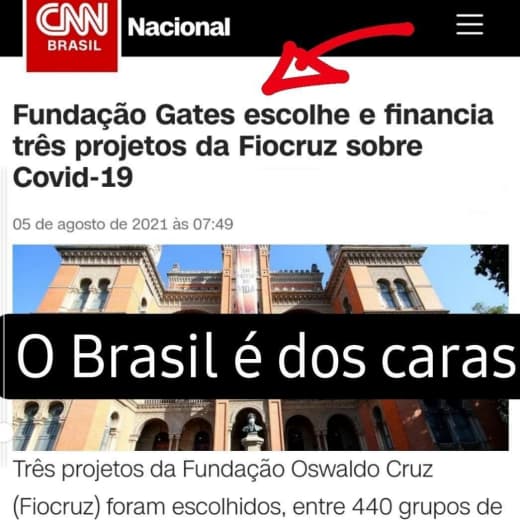 CNN
BRASIL
Nacional
Fundação Gates escolhe e financia
três projetos da Fiocruz sobre
Covid-19
05 de agosto de 2021 às 07:49
O Brasil é dos caras
Três projetos da Fundação Oswaldo Cruz
(Fiocruz) foram escolhidos, entre 440 grupos de